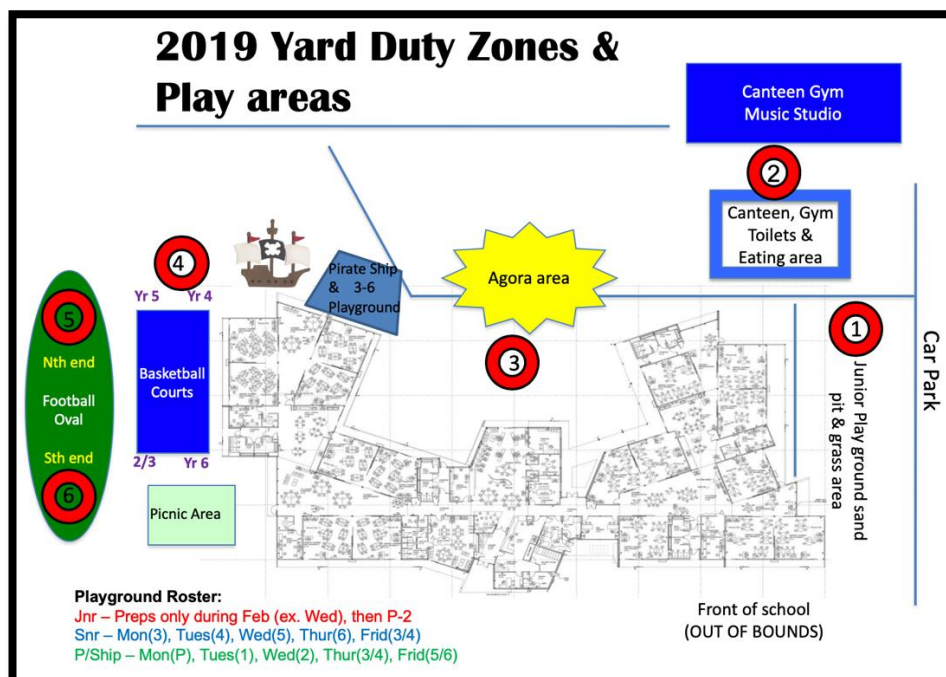 2019 Yard Duty Zones &
Play areas
Canteen Gym
Music Studio
2
Canteen, Gym
Toilets &
Eating area
4
Pirate Ship
& 3-6
Playground
Agora area
Yr 5 Yr 4
5
Nth end
Football
Oval
Sth end
6
Basketball
Courts
2/3 Yr 6
Picnic Area
3
1
Junior Play ground sand
pit & grass area
Car Park
Playground Roster:
Jnr – Preps only during Feb (ex. Wed), then P-2
Snr – Mon(3), Tues(4), Wed(5), Thur(6), Frid(3/4)
P/Ship – Mon(P), Tues(1), Wed(2), Thur(3/4), Frid(5/6)
Front of school
(OUT OF BOUNDS)